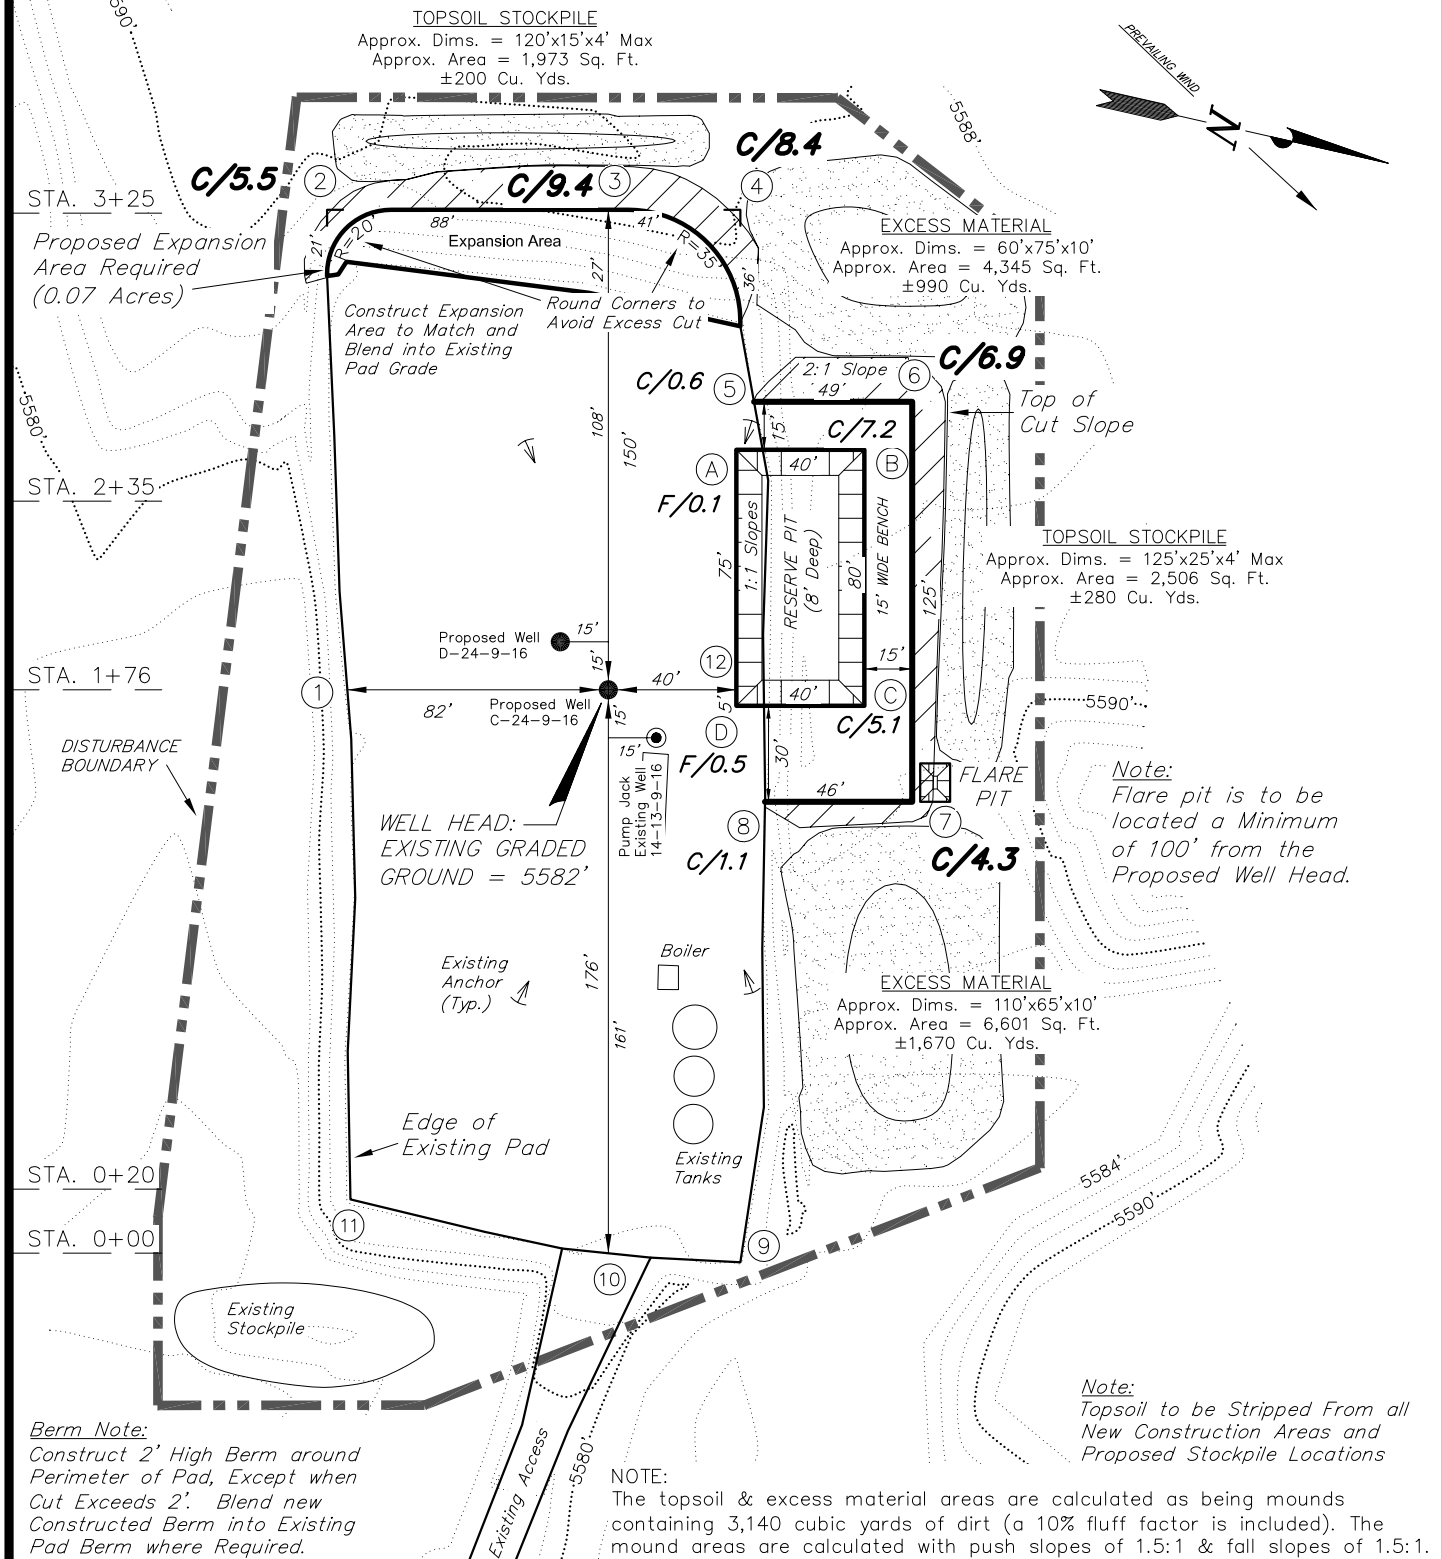 590'
TOPSOIL STOCKPILE
Approx. Dims. = 120'x15'x4' Max
Approx. Area = 1,973 Sq. Ft.
±200 Cu. Yds.
PREVAILING WIND
N
5588'
C/5.5
2
C/9.4
3
C/8.4
4
STA. 3+25
Proposed Expansion
Area Required
(0.07 Acres)
21'
R=20'
88'
Expansion Area
41'
R=35'
27'
36'
EXCESS MATERIAL
Approx. Dims. = 60'x75'x10'
Approx. Area = 4,345 Sq. Ft.
±990 Cu. Yds.
Construct Expansion
Area to Match and
Blend into Existing
Pad Grade
Round Corners to
Avoid Excess Cut
C/0.6
5
2:1 Slope
49'
6
C/6.9
Top of
Cut Slope
5580'
108'
150'
15'
C/7.2
A
40'
B
F/0.1
STA. 2+35
75'
1:1 Slopes
RESERVE PIT
(8' Deep)
80'
15' WIDE BENCH
125'
TOPSOIL STOCKPILE
Approx. Dims. = 125'x25'x4' Max
Approx. Area = 2,506 Sq. Ft.
±280 Cu. Yds.
Proposed Well
D-24-9-16
15'
15'
12
15'
STA. 1+76
1
82'
Proposed Well
C-24-9-16
40'
40'
5'
C
C/5.1
15'
15'
D
F/0.5
30'
5590'
DISTURBANCE
BOUNDARY
Pump Jack
Existing Well
14-13-9-16
46'
FLARE
PIT
Note:
Flare pit is to be
located a Minimum
of 100' from the
Proposed Well Head.
WELL HEAD:
EXISTING GRADED
GROUND = 5582'
8
C/1.1
7
C/4.3
Existing
Anchor
(Typ.)
176'
161'
Boiler
EXCESS MATERIAL
Approx. Dims. = 110'x65'x10'
Approx. Area = 6,601 Sq. Ft.
±1,670 Cu. Yds.
Edge of
Existing Pad
Existing
Tanks
5584'
5590'
STA. 0+20
11
STA. 0+00
9
10
Existing
Stockpile
Note:
Topsoil to be Stripped From all
New Construction Areas and
Proposed Stockpile Locations
Berm Note:
Construct 2' High Berm around
Perimeter of Pad, Except when
Cut Exceeds 2'. Blend new
Constructed Berm into Existing
Pad Berm where Required.
Existing Access
5580'
NOTE:
The topsoil & excess material areas are calculated as being mounds
containing 3,140 cubic yards of dirt (a 10% fluff factor is included). The
mound areas are calculated with push slopes of 1.5:1 & fall slopes of 1.5:1.